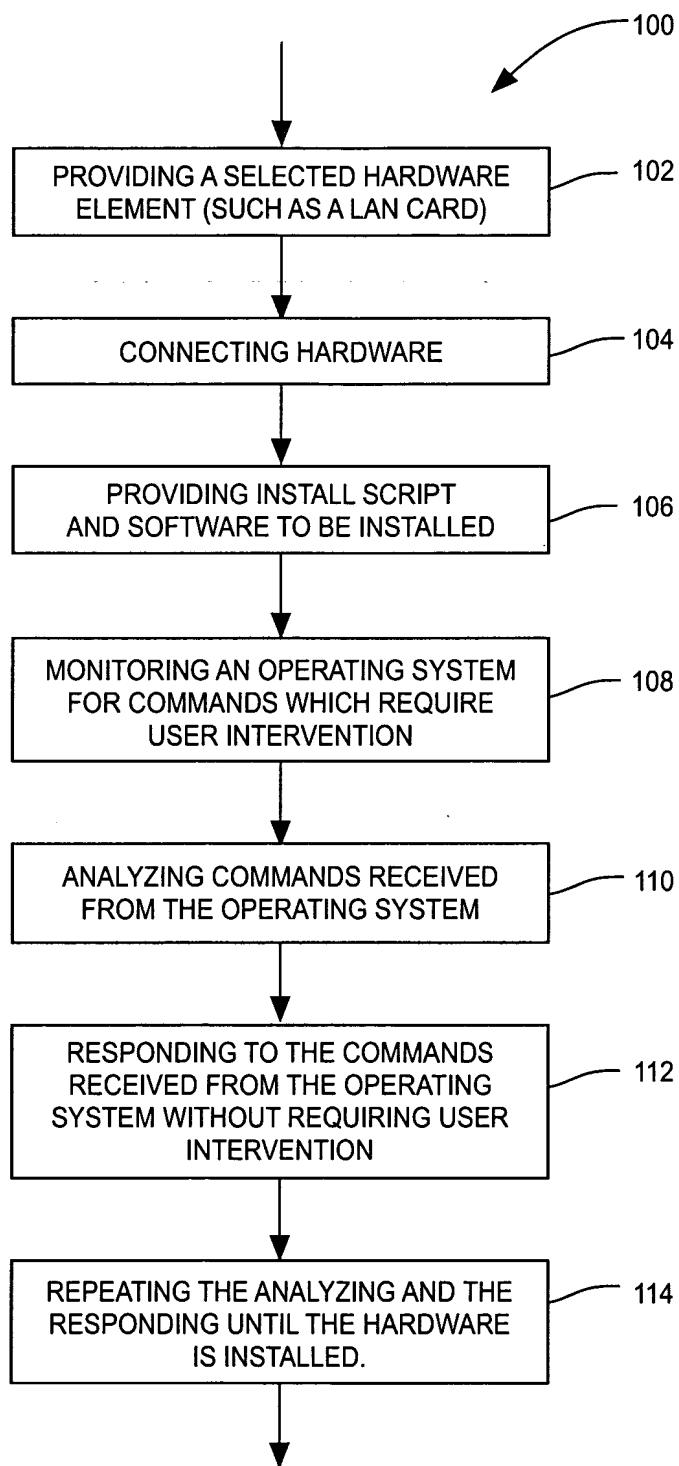 100
PROVIDING A SELECTED HARDWARE
ELEMENT (SUCH AS A LAN CARD)
102
CONNECTING HARDWARE
104
PROVIDING INSTALL SCRIPT
AND SOFTWARE TO BE INSTALLED
106
MONITORING AN OPERATING SYSTEM
FOR COMMANDS WHICH REQUIRE
USER INTERVENTION
108
ANALYZING COMMANDS RECEIVED
FROM THE OPERATING SYSTEM
110
RESPONDING TO THE COMMANDS
RECEIVED FROM THE OPERATING
SYSTEM WITHOUT REQUIRING USER
INTERVENTION
112
REPEATING THE ANALYZING AND THE
RESPONDING UNTIL THE HARDWARE
IS INSTALLED.
114